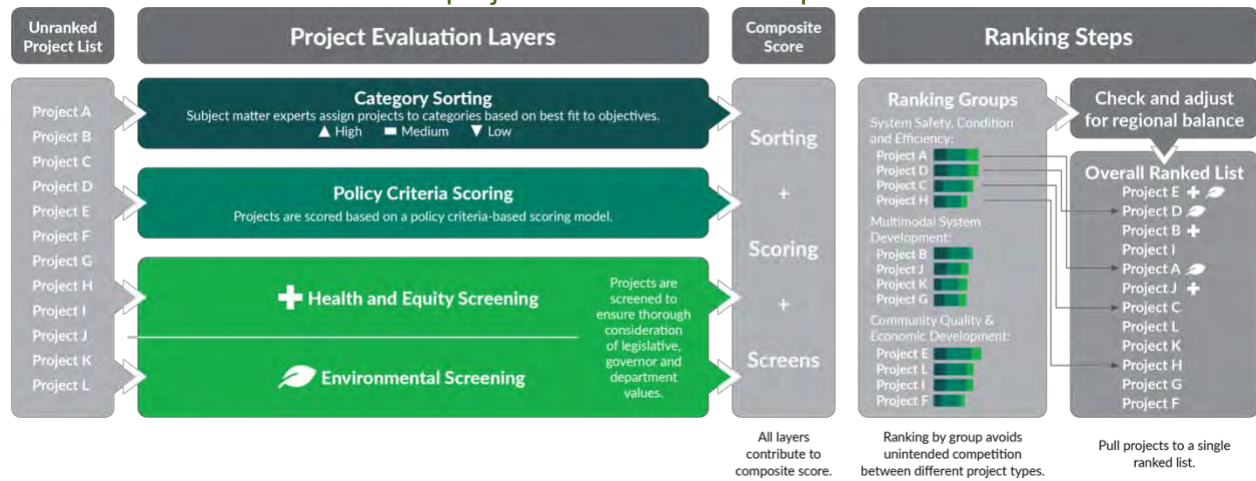 Unranked
Project List
Project Evaluation Layers
Composite
Score
Ranking Steps
Project A
Project B
Project C
Project D
Project E
Project F
Project G
Project H
Project I
Project J
Project K
Project L
Category Sorting
Subject matter experts assign projects to categories based on best fit to objectives.
High Medium Low
Policy Criteria Scoring
Projects are scored based on a policy criteria-based scoring model.
Health and Equity Screening
Environmental Screening
Projects are
screened to
ensure thorough
consideration
of legislative,
governor and
department
values.
Sorting
+
Scoring
+
Screens
All layers
contribute to
composite score.
Ranking Groups
System Safety, Condition
and Efficiency:
Project A
Project D
Project C
Project H
Multimodal System
Development:
Project B
Project J
Project K
Project G
Community Quality &
Economic Development:
Project E
Project L
Project I
Project F
Ranking by group avoids
unintended competition
between different project types.
Check and adjust
for regional balance
Overall Ranked List
Project E
Project D
Project B
Project I
Project A
Project J
Project C
Project L
Project K
Project H
Project G
Project F
Pull projects to a single
ranked list.